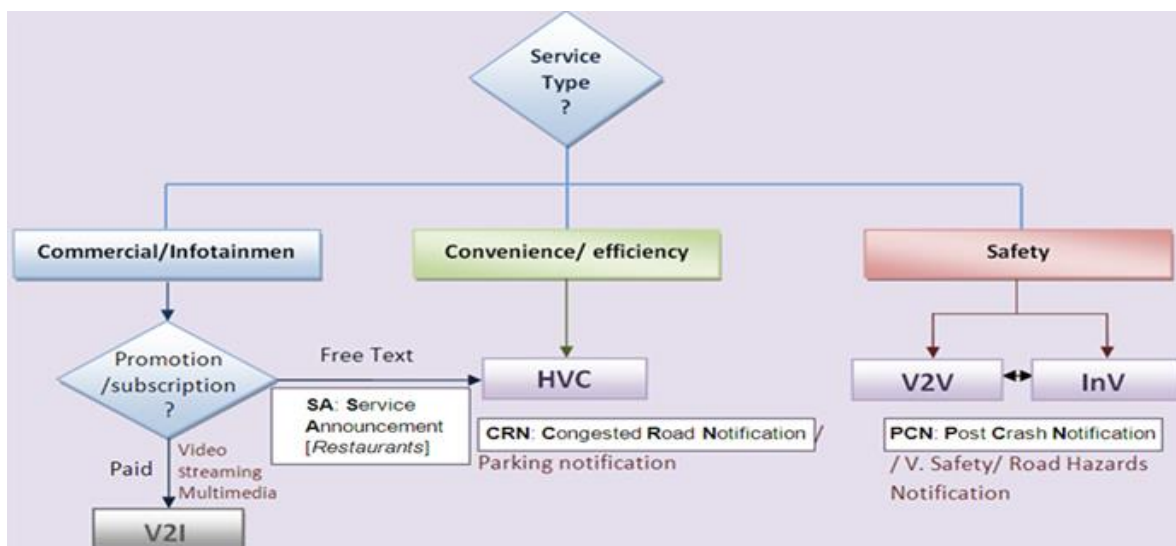 Service
Type
?
Commercial/Infotainmen
Convenience/ efficiency
Safety
Promotion
/subscription
?
Free Text
SA: Service
Announcement
[Restaurants]
HVC
CRN: Congested Road Notification /
Parking notification
V2V
InV
PCN: Post Crash Notification
/ V. Safety/ Road Hazards
Notification
Paid
Video
Streaming
Multimedia
V2I